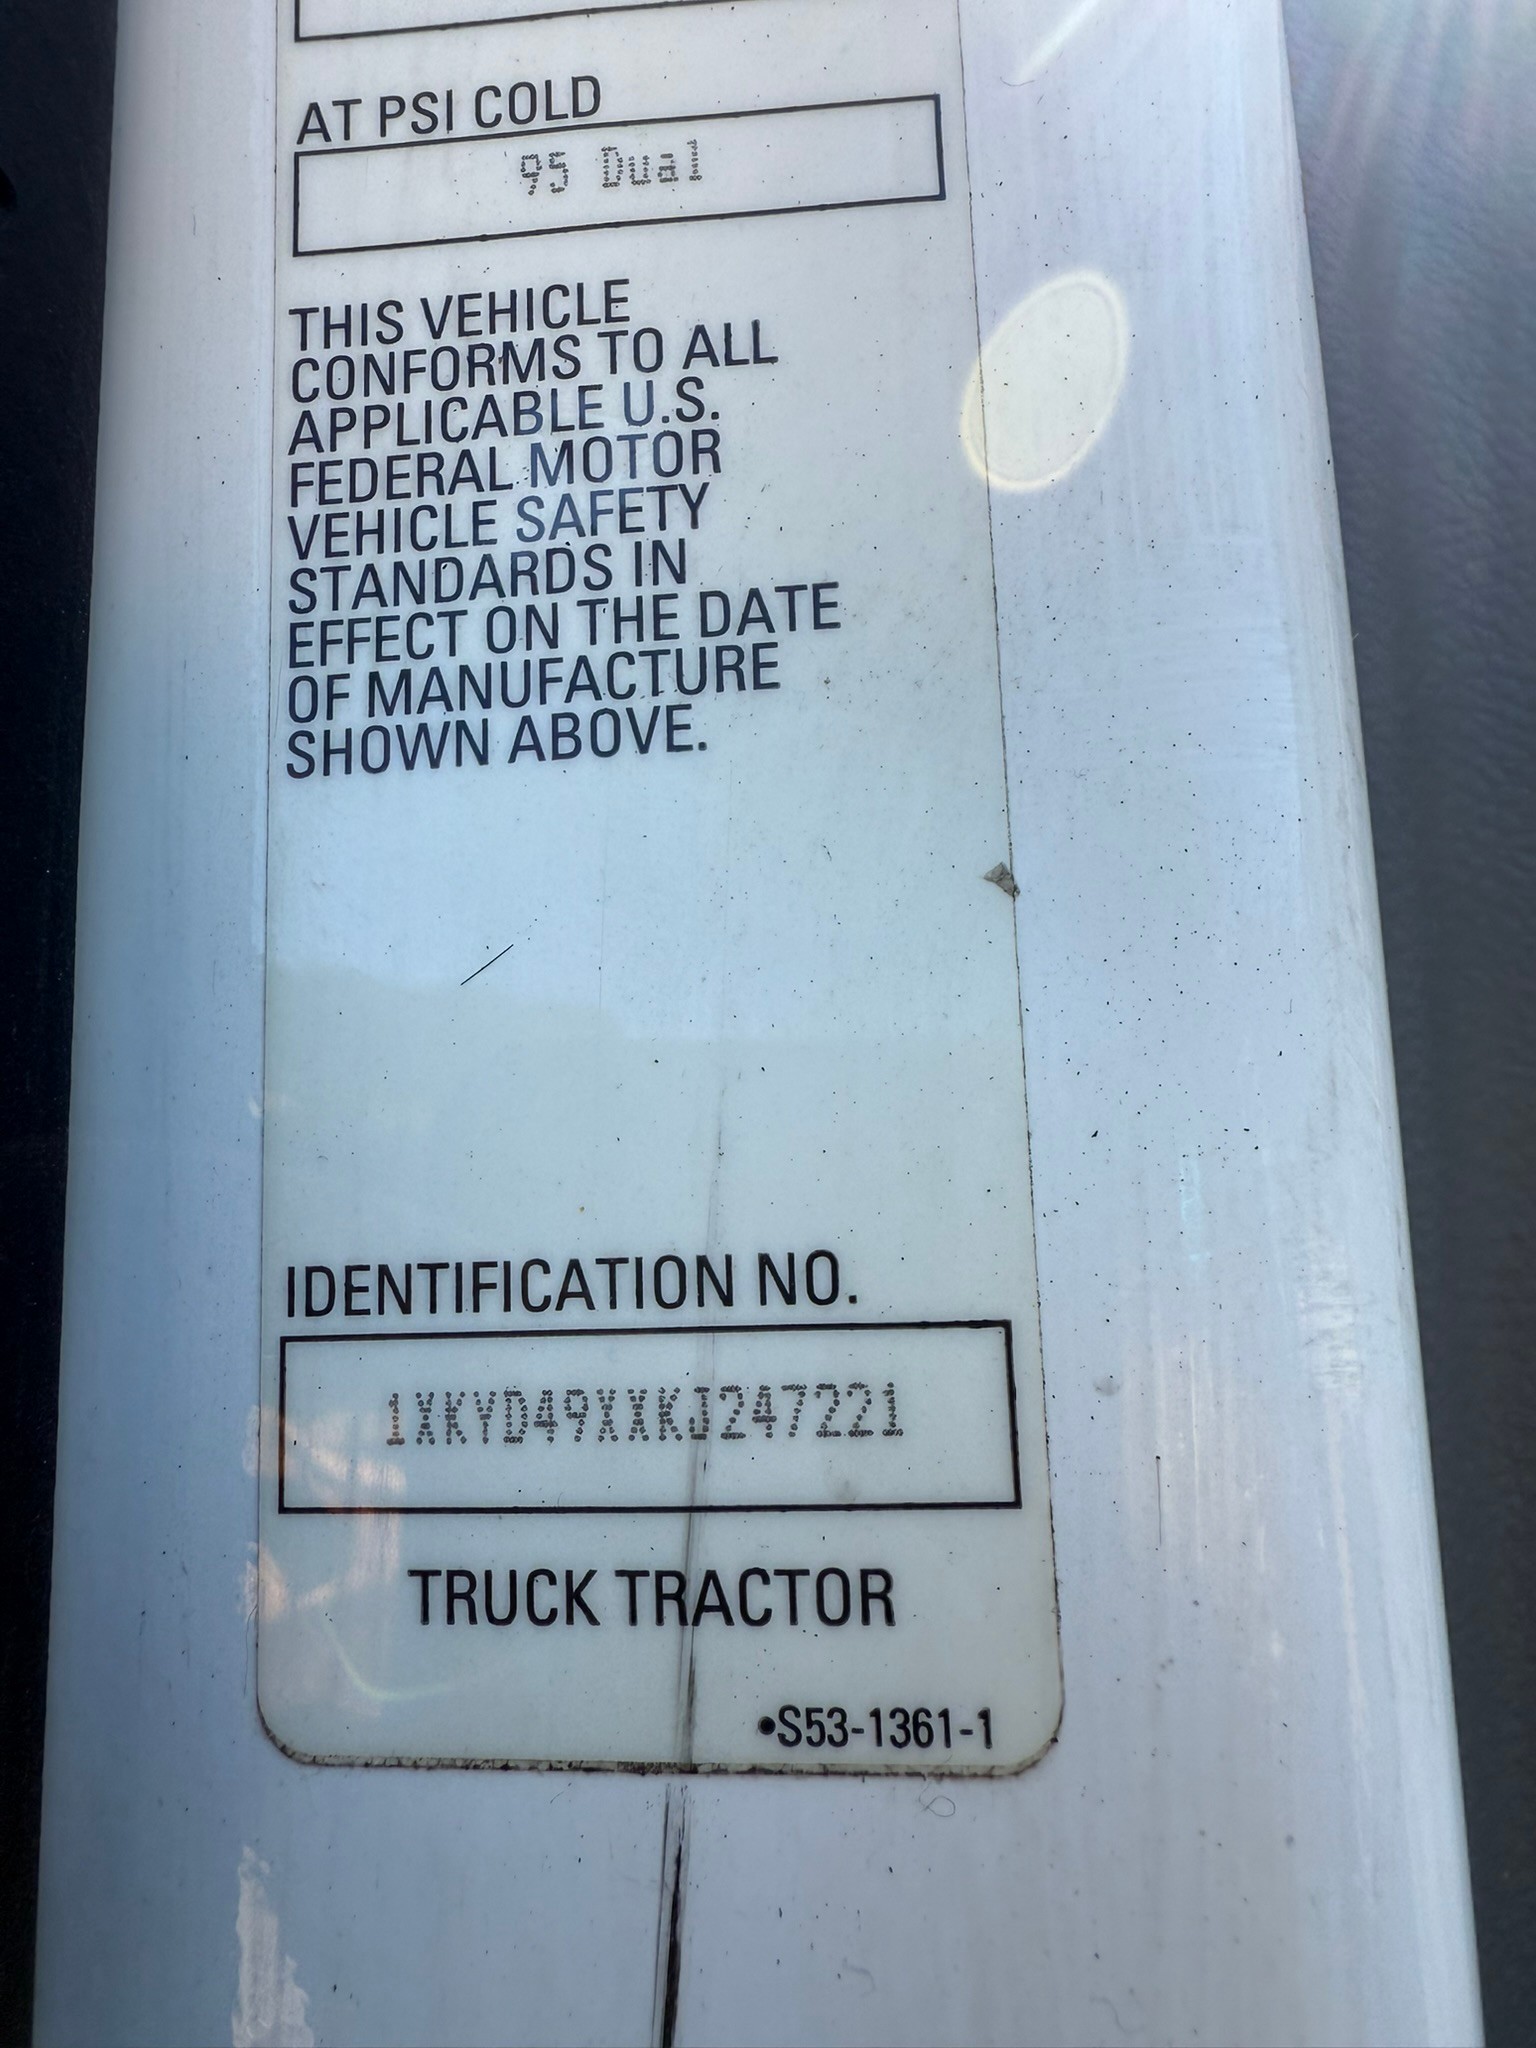 AT PSI COLD
95 Dual
THIS VEHICLE
CONFORMS TO ALL
APPLICABLE U.S.
FEDERAL MOTOR
VEHICLE SAFETY
STANDARDS IN
EFFECT ON THE DATE
OF MANUFACTURE
SHOWN ABOVE.
IDENTIFICATION NO.
1XKYD49XXKJ247221
TRUCK TRACTOR
•S53-1361-1